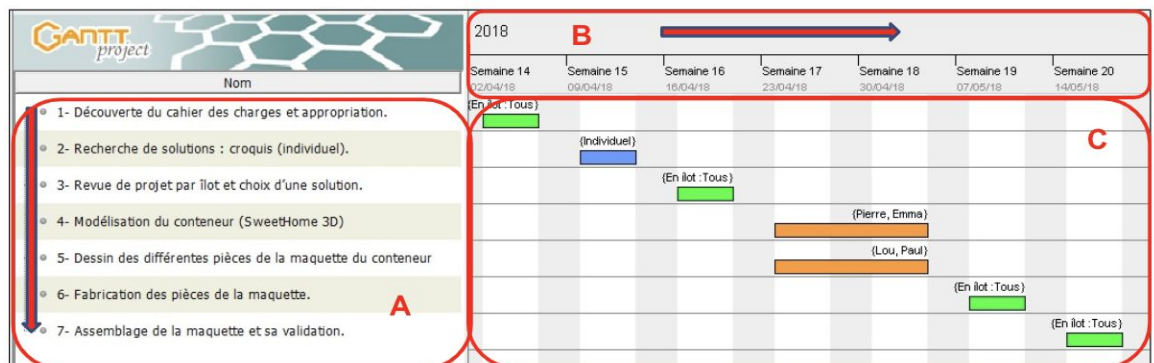 GANTT
project
2018
B
Semaine 14
Semaine 15
Semaine 16
Semaine 17
Semaine 18
Semaine 19
Semaine 20
02/04/18
09/04/18
16/04/18
23/04/18
30/04/18
07/05/18
14/05/18
Nom
1- Découverte du cahier des charges et appropriation.
{En îlot :Tous}
C
2- Recherche de solutions : croquis (individuel).
{Individuel}
3- Revue de projet par îlot et choix d'une solution.
{En îlot :Tous}
4- Modélisation du conteneur (SweetHome 3D)
{Pierre, Emma}
5- Dessin des différentes pièces de la maquette du conteneur
{Lou, Paul}
6- Fabrication des pièces de la maquette.
{En îlot :Tous}
A
7- Assemblage de la maquette et sa validation.
{En îlot :Tous}